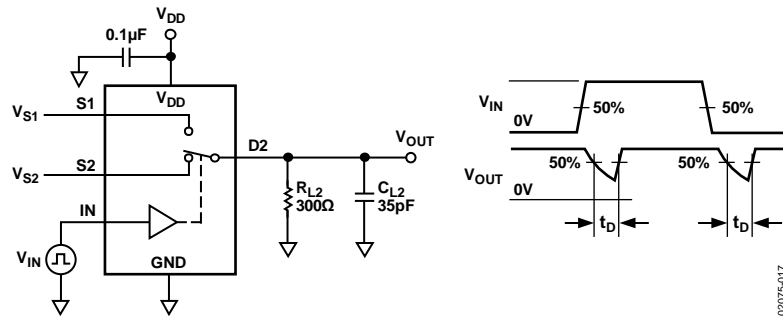 VDD
0.1µF
VDD
VS1 S1
VS2 S2
D2
VOUT
RL2
300Ω
CL2
35pF
IN
VIN
GND
VIN
50%
50%
0V
VOUT
50%
50%
0V
tD
tD
02075-017